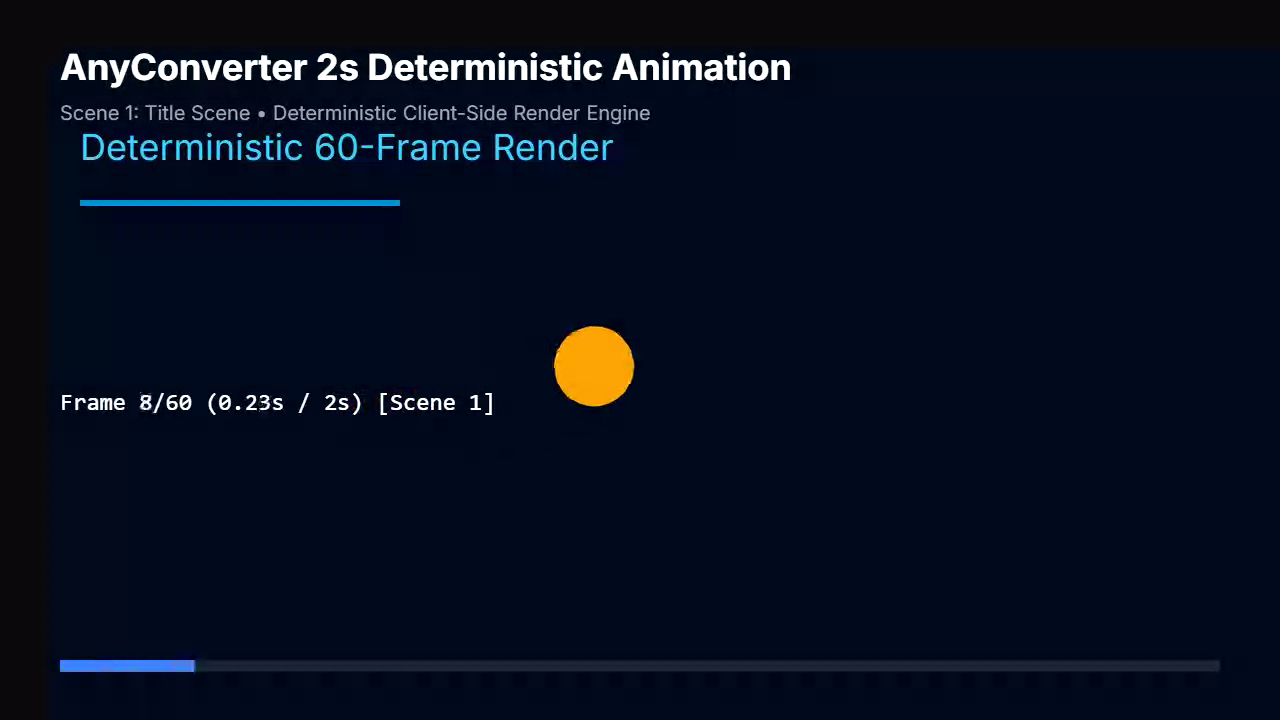 AnyConverter 2s Deterministic Animation
Scene 1: Title Scene • Deterministic Client-Side Render Engine
Deterministic 60-Frame Render
Frame 8/60 (0.23s / 2s) [Scene 1]